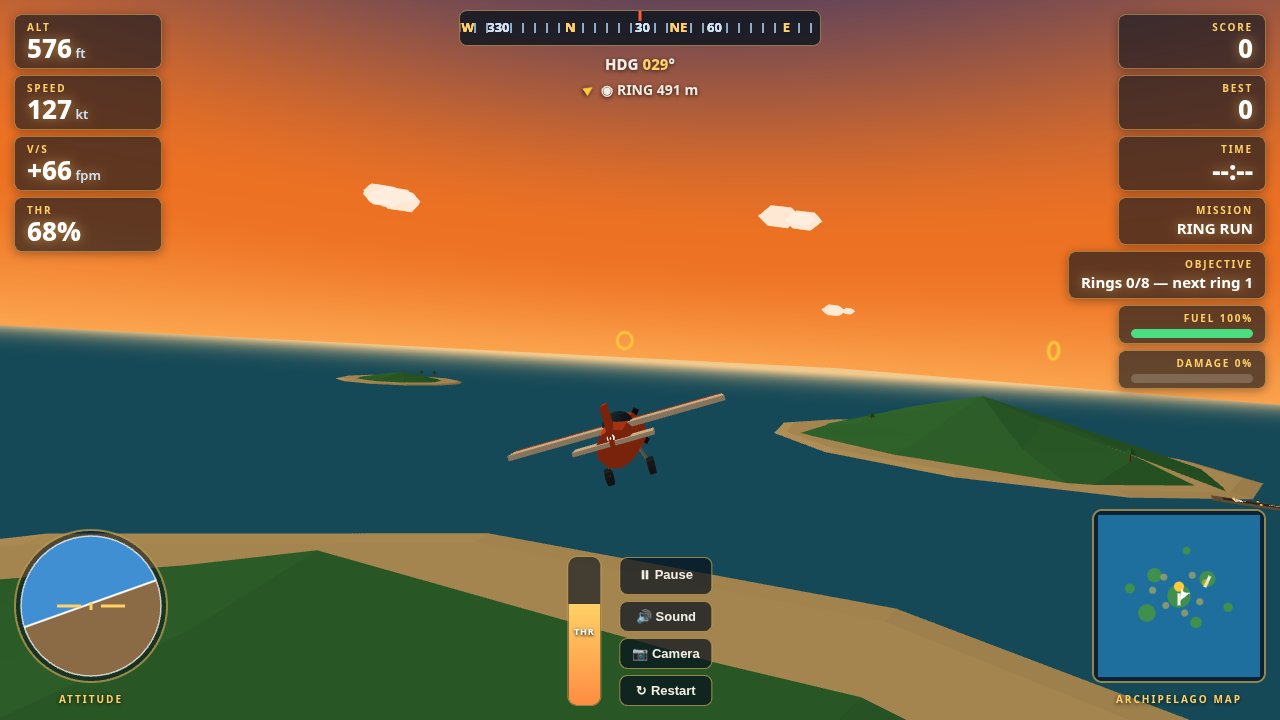 ALT
576 ft
SPEED
127 kt
V/S
+66 fpm
THR
68%
W 330 N 30 NE 60 E
HDG 029°
RING 491 m
SCORE
0
BEST
0
TIME
--:--
MISSION
RING RUN
OBJECTIVE
Rings 0/8 — next ring 1
FUEL 100%
DAMAGE 0%
THR
Pause
Sound
Camera
Restart
ATTITUDE
ARCHIPELAGO MAP